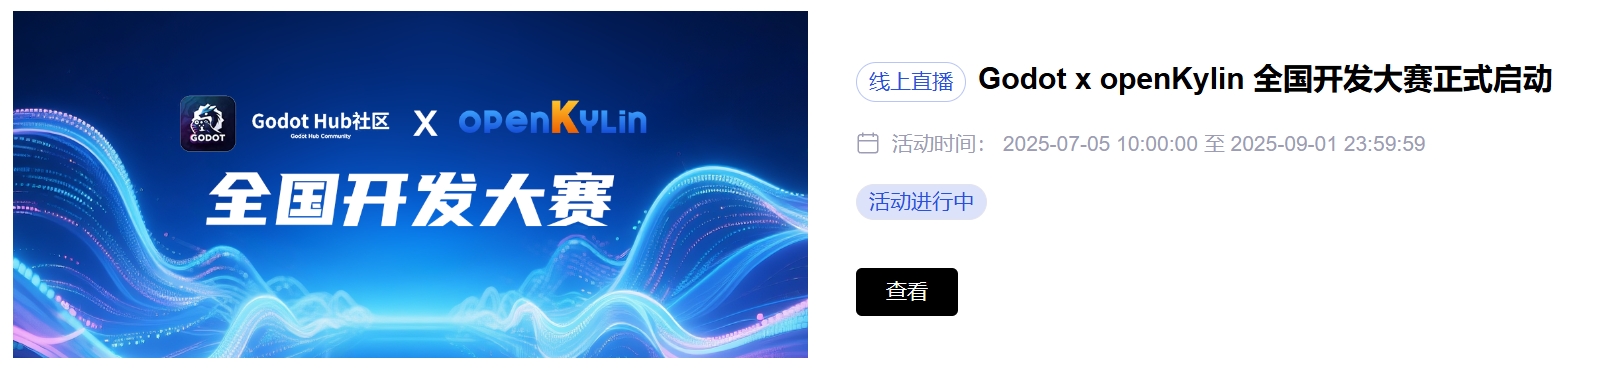 GODOT
Godot Hub社区
Godot Hub Community
X
openKylin
全国开发大赛
线上直播
Godot x openKylin 全国开发大赛正式启动
活动时间： 2025-07-05 10:00:00 至 2025-09-01 23:59:59
活动进行中
查看